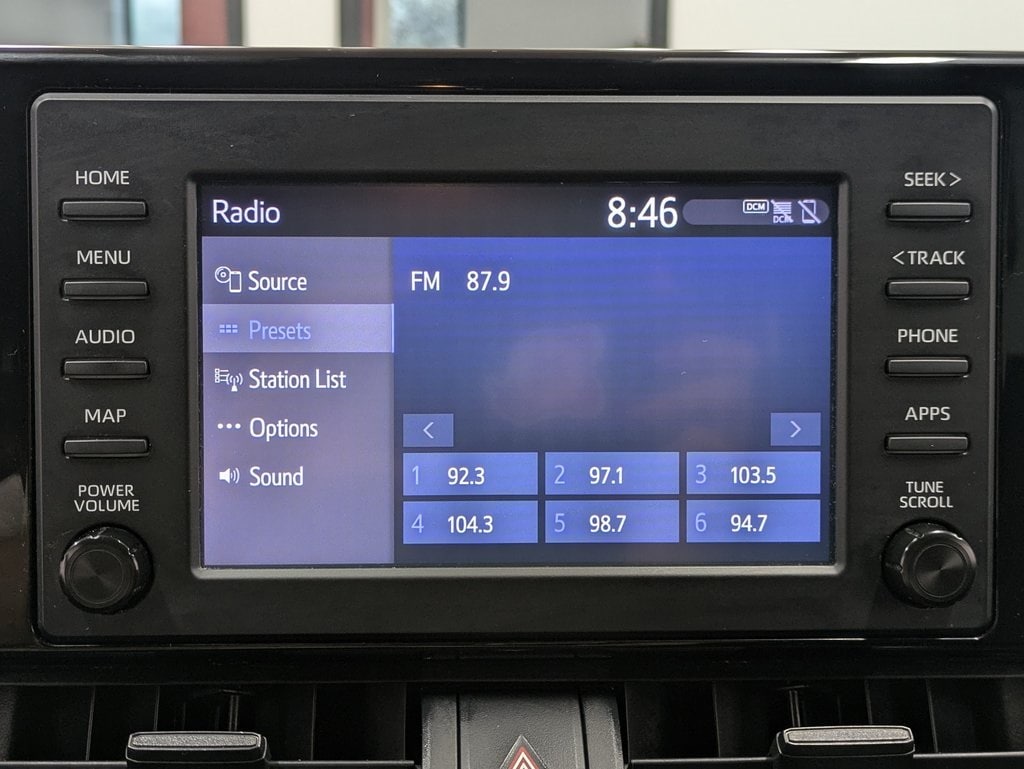 HOME
MENU
AUDIO
MAP
POWER
VOLUME
Radio 8:46 DCM DCM
Source
Presets
Station List
Options
Sound
FM 87.9
< >
1 92.3 2 97.1 3 103.5
4 104.3 5 98.7 6 94.7
SEEK >
< TRACK
PHONE
APPS
TUNE
SCROLL